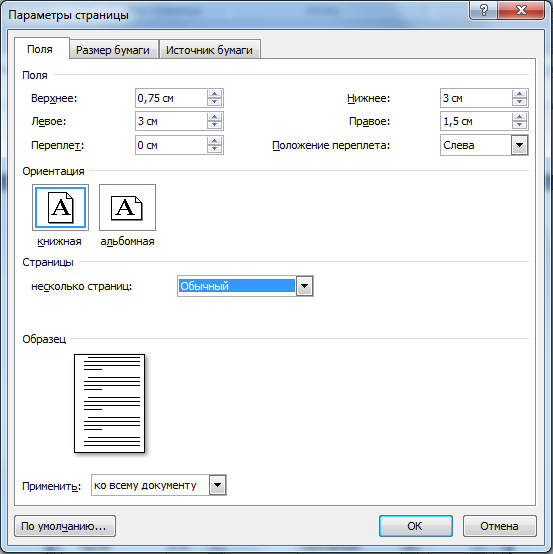 Параметры страницы
Поля Размер бумаги Источник бумаги
Поля
Верхнее: 0,75 см Нижнее: 3 см
Левое: 3 см Правое: 1,5 см
Переплет: 0 см Положение переплета: Слева
Ориентация
A A
книжная альбомная
Страницы
несколько страниц: Обычный
Образец
Применить: ко всему документу
По умолчанию... ОК Отмена